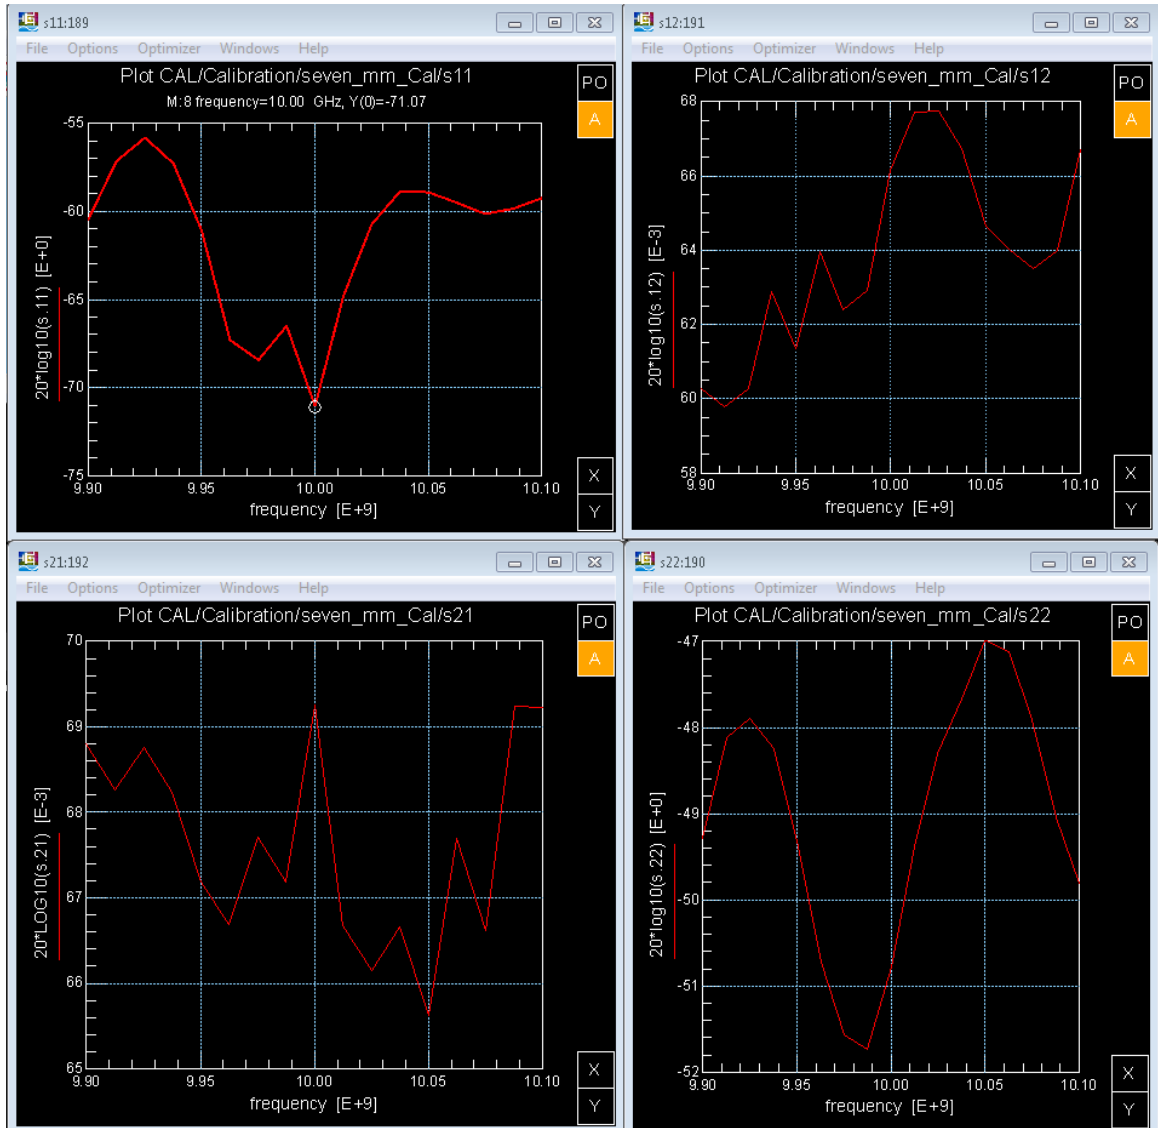 s11:189
File Options Optimizer Windows Help
Plot CAL/Calibration/seven_mm_Cal/s11
M:8 frequency=10.00 GHz, Y(0)=-71.07
PO
A
-55
-60
-65
-70
-75
20*log10(s.11) [E+0]
9.90 9.95 10.00 10.05 10.10
frequency [E+9]
X
Y
s12:191
File Options Optimizer Windows Help
Plot CAL/Calibration/seven_mm_Cal/s12
PO
A
68
66
64
62
60
58
20*log10(s.12) [E-3]
9.90 9.95 10.00 10.05 10.10
frequency [E+9]
X
Y
s21:192
File Options Optimizer Windows Help
Plot CAL/Calibration/seven_mm_Cal/s21
PO
A
70
69
68
67
66
65
20*LOG10(s.21) [E-3]
9.90 9.95 10.00 10.05 10.10
frequency [E+9]
X
Y
s22:190
File Options Optimizer Windows Help
Plot CAL/Calibration/seven_mm_Cal/s22
PO
A
-47
-48
-49
-50
-51
-52
20*log10(s.22) [E+0]
9.90 9.95 10.00 10.05 10.10
frequency [E+9]
X
Y